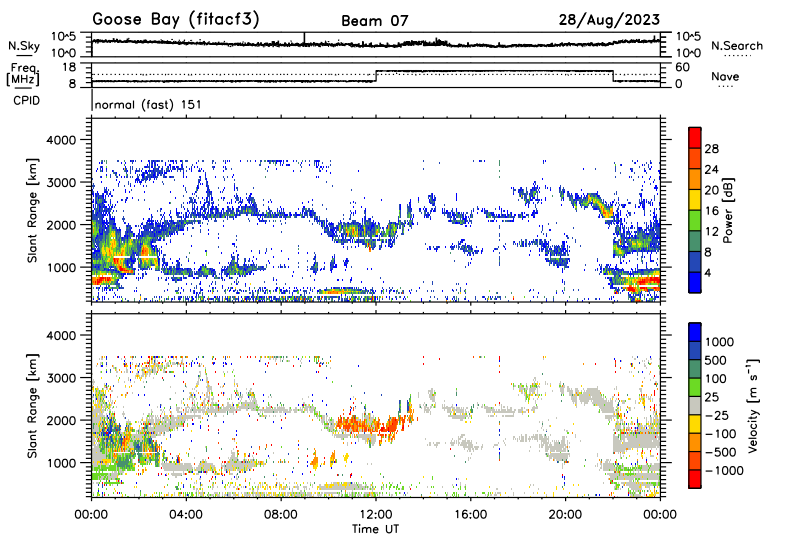 Goose Bay (fitacf3) Beam 07 28/Aug/2023
N.Sky 10^5 10^0 10^5 10^0 N.Search
Freq. [MHz] 18 8 60 0 Nave
CPID normal (fast) 151
Slant Range [km] 4000 3000 2000 1000
Power [dB] 28 24 20 16 12 8 4
Slant Range [km] 4000 3000 2000 1000
Velocity [m s⁻¹] 1000 500 100 25 −25 −100 −500 −1000
00:00 04:00 08:00 12:00 16:00 20:00 00:00
Time UT